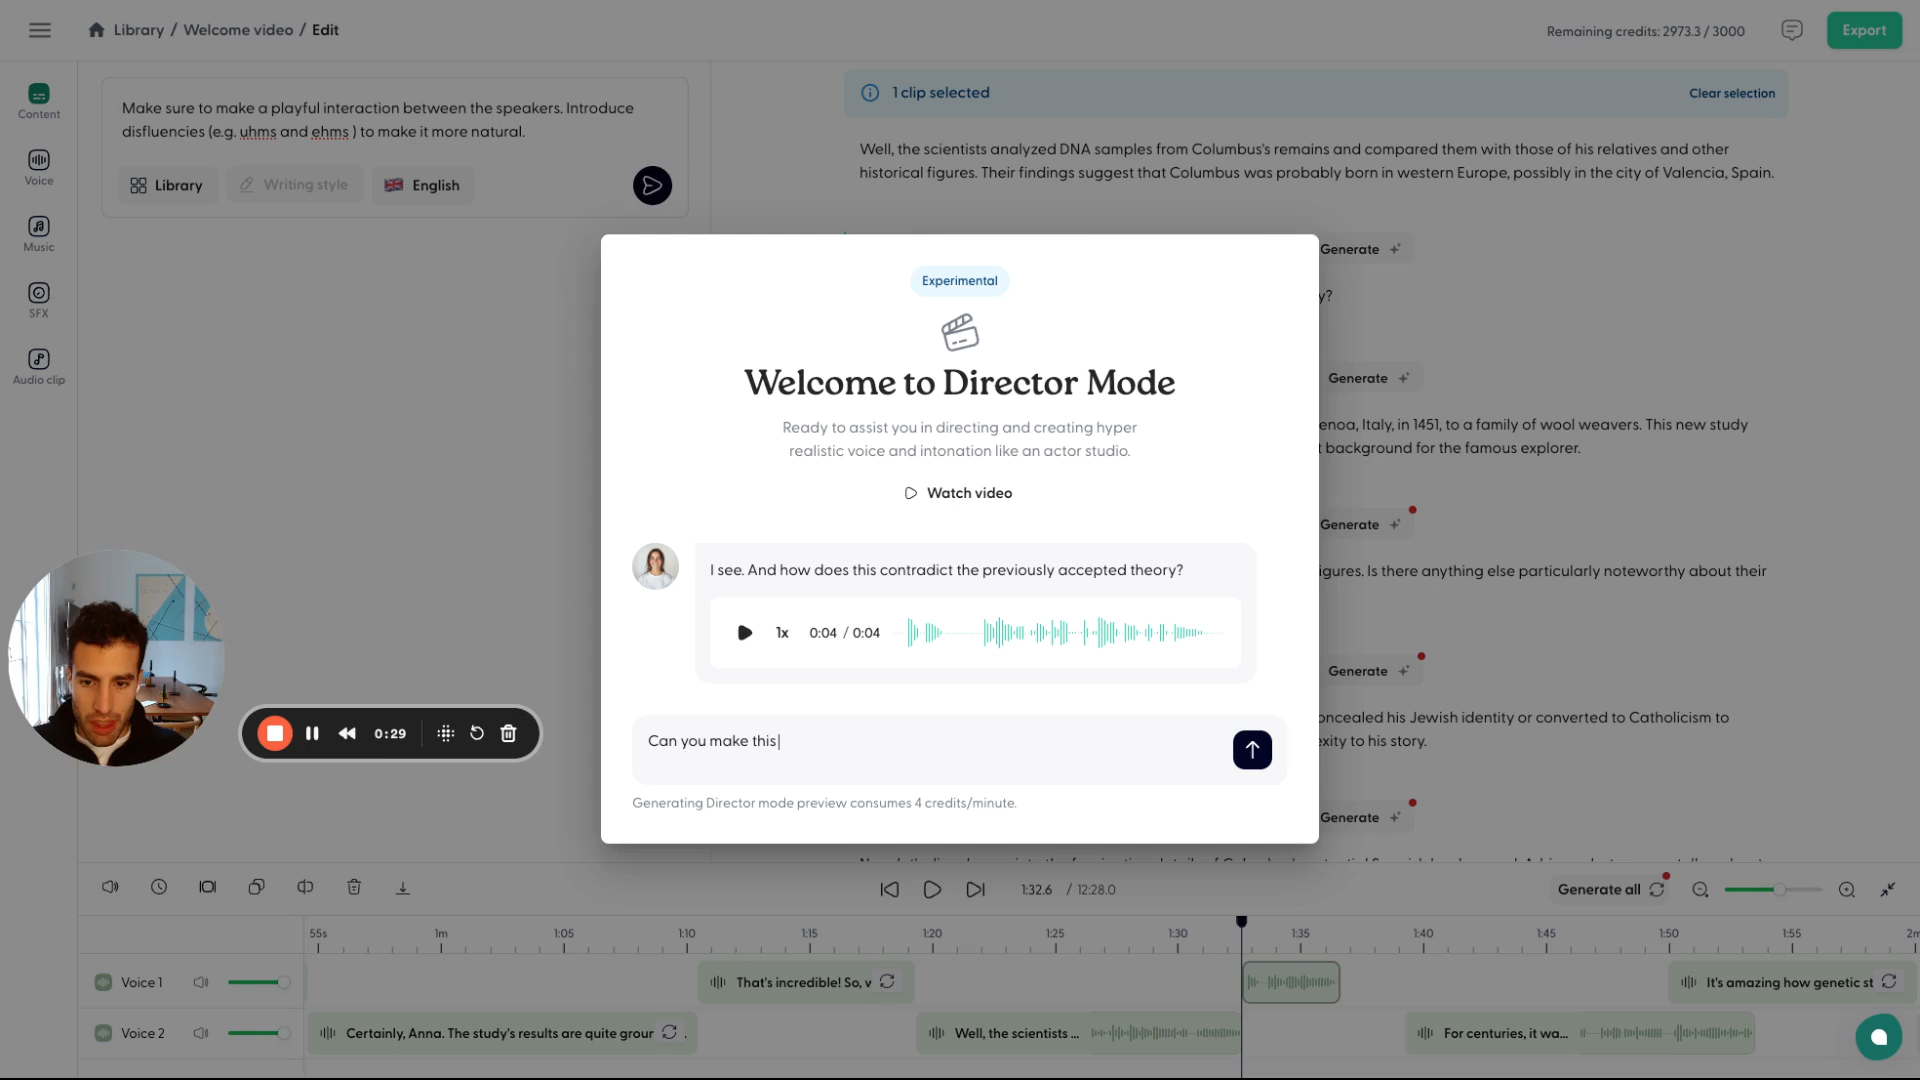 Library / Welcome video / Edit
Remaining credits: 2973.3 / 3000
Export
Content
Voice
Music
SFX
Audio clip
Make sure to make a playful interaction between the speakers. Introduce
disfluencies (e.g. uhms and ehms ) to make it more natural.
Library
Writing style
English
1 clip selected
Clear selection
Well, the scientists analyzed DNA samples from Columbus's remains and compared them with those of his relatives and other
historical figures. Their findings suggest that Columbus was probably born in western Europe, possibly in the city of Valencia, Spain.
Generate
y?
Generate
enoa, Italy, in 1451, to a family of wool weavers. This new study
t background for the famous explorer.
Generate
igures. Is there anything else particularly noteworthy about their
Generate
oncealed his Jewish identity or converted to Catholicism to
exity to his story.
Generate
Experimental
Welcome to Director Mode
Ready to assist you in directing and creating hyper
realistic voice and intonation like an actor studio.
Watch video
I see. And how does this contradict the previously accepted theory?
1x 0:04 / 0:04
Can you make this
Generating Director mode preview consumes 4 credits/minute.
0:29
1:32.6 / 12:28.0
Generate all
55s 1m 1:05 1:10 1:15 1:20 1:25 1:30 1:35 1:40 1:45 1:50 1:55 2m
Voice 1
That's incredible! So, v
It's amazing how genetic st
Voice 2
Certainly, Anna. The study's results are quite grour
Well, the scientists ...
For centuries, it wa...